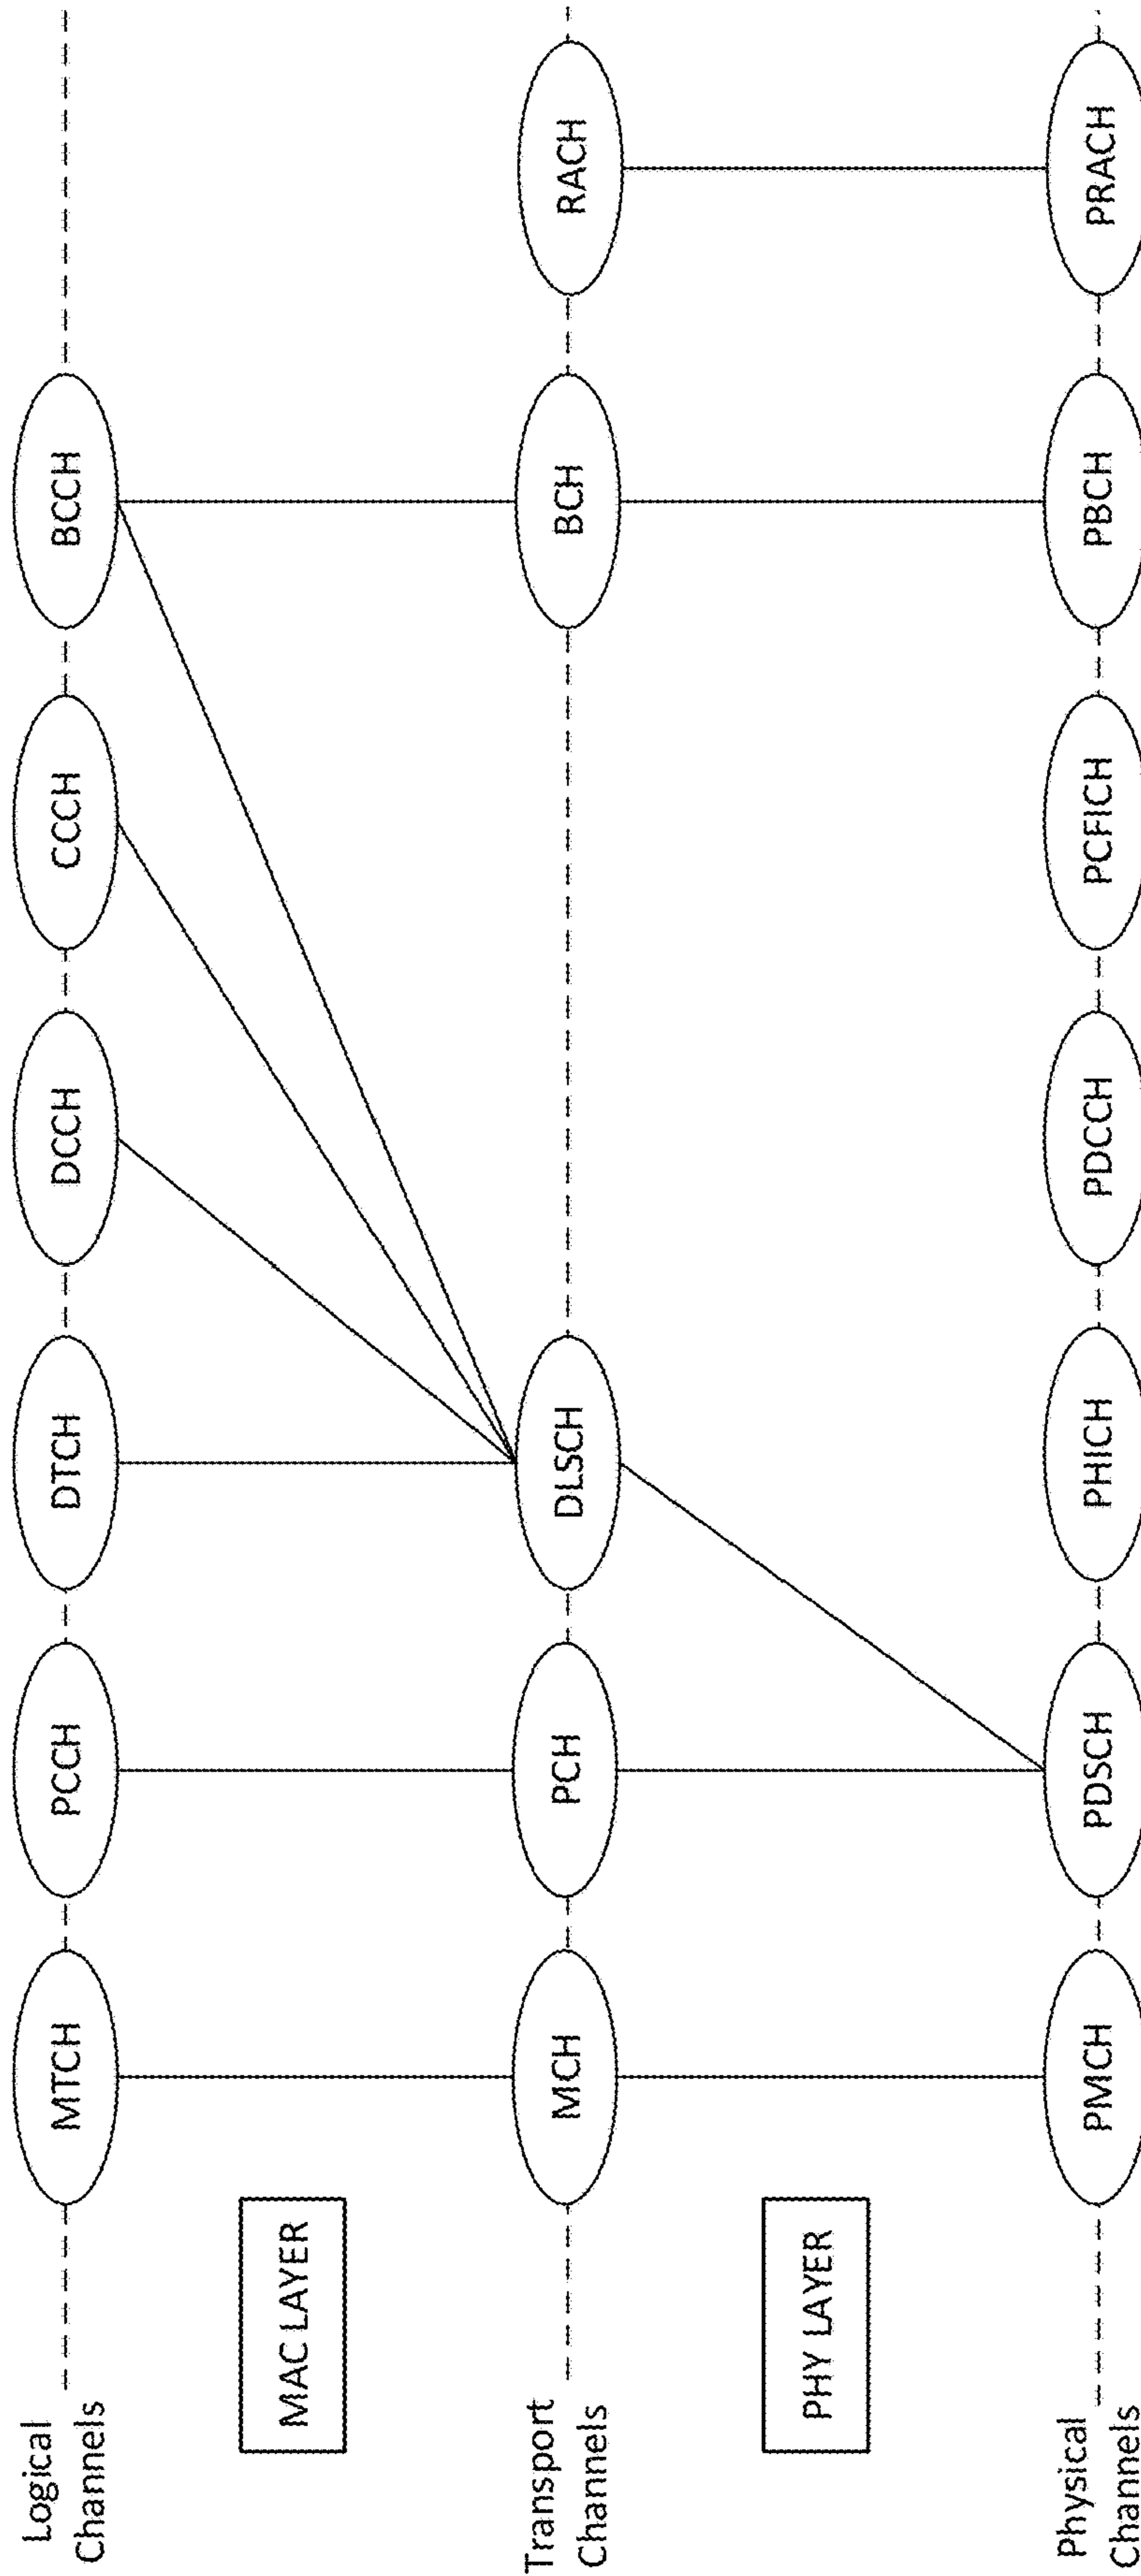 Logical
Channels
MTCH
PCCH
DTCH
DCCH
CCCH
BCCH
MAC LAYER
Transport
Channels
MCH
PCH
DLSCH
BCH
RACH
PHY LAYER
Physical
Channels
PMCH
PDSCH
PHICH
PDCCH
PCFICH
PBCH
PRACH